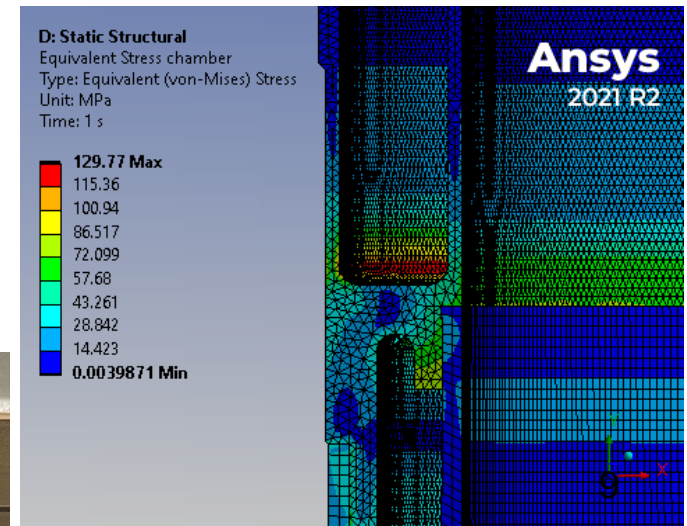 D: Static Structural
Equivalent Stress chamber
Type: Equivalent (von-Mises) Stress
Unit: MPa
Time: 1 s
129.77 Max
115.36
100.94
86.517
72.099
57.68
43.261
28.842
14.423
0.0039871 Min
Ansys
2021 R2
Y
X
9